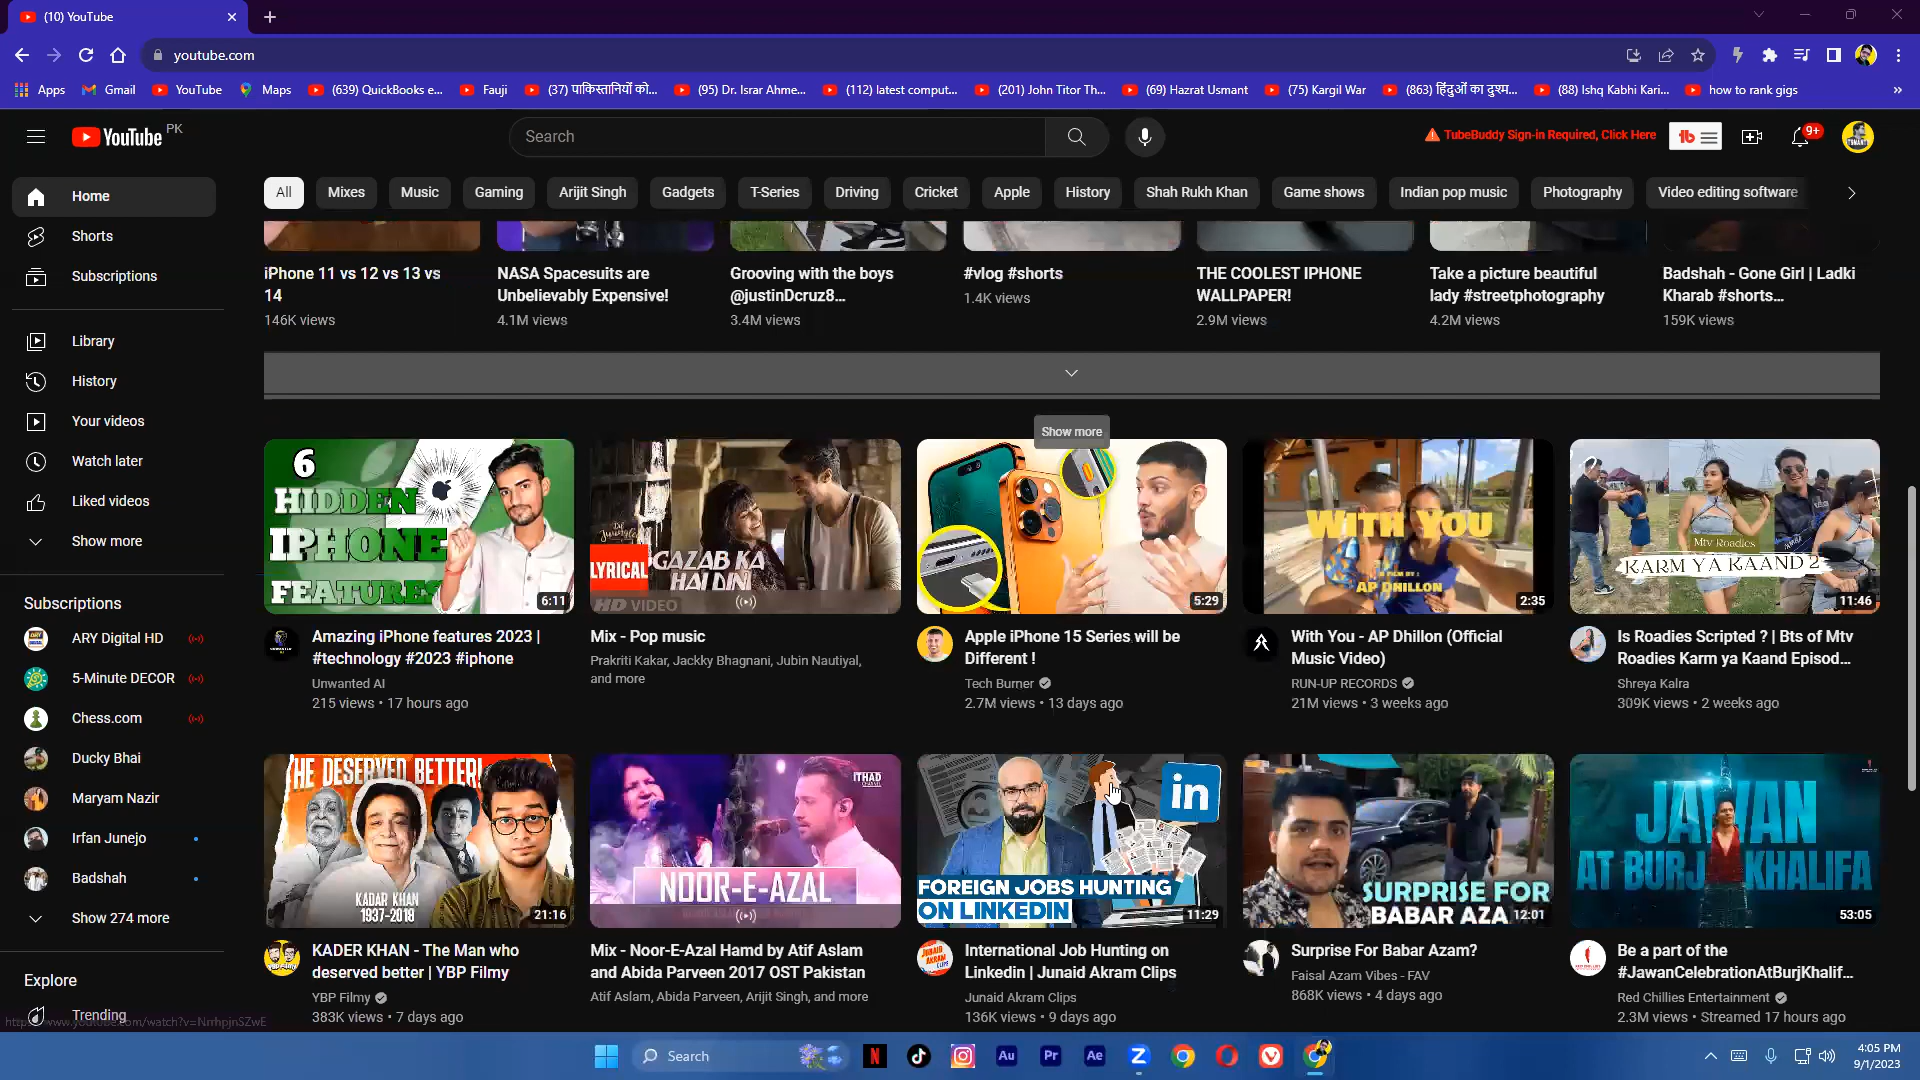 (10) YouTube
youtube.com
Apps
Gmail
YouTube
Maps
(639) QuickBooks e...
Fauji
(37) पाकिस्तानियों को...
(95) Dr. Israr Ahme...
(112) latest comput...
(201) John Titor Th...
(69) Hazrat Usmant
(75) Kargil War
(863) हिंदुओं का दुश्म...
(88) Ishq Kabhi Kari...
how to rank gigs
YouTube PK
Search
TubeBuddy Sign-in Required, Click Here
tb
9+
Home
Shorts
Subscriptions
Library
History
Your videos
Watch later
Liked videos
Show more
Subscriptions
ARY Digital HD
5-Minute DECOR
Chess.com
Ducky Bhai
Maryam Nazir
Irfan Junejo
Badshah
Show 274 more
Explore
Trending
https://www.youtube.com/watch?v=NrrhpjnSZwE
All
Mixes
Music
Gaming
Arijit Singh
Gadgets
T-Series
Driving
Cricket
Apple
History
Shah Rukh Khan
Game shows
Indian pop music
Photography
Video editing software
iPhone 11 vs 12 vs 13 vs
14
146K views
NASA Spacesuits are
Unbelievably Expensive!
4.1M views
Grooving with the boys
@justinDcruz8...
3.4M views
#vlog #shorts
1.4K views
THE COOLEST IPHONE
WALLPAPER!
2.9M views
Take a picture beautiful
lady #streetphotography
4.2M views
Badshah - Gone Girl | Ladki
Kharab #shorts...
159K views
Show more
6
HIDDEN
IPHONE
FEATURES
6:11
Amazing iPhone features 2023 |
#technology #2023 #iphone
Unwanted AI
215 views • 17 hours ago
LYRICAL
GAZAB KA
HAI DIN
HD VIDEO
Mix - Pop music
Prakriti Kakar, Jackky Bhagnani, Jubin Nautiyal,
and more
5:29
Apple iPhone 15 Series will be
Different !
Tech Burner
2.7M views • 13 days ago
WITH YOU
A FILM BY :
AP DHILLON
2:35
With You - AP Dhillon (Official
Music Video)
RUN-UP RECORDS
21M views • 3 weeks ago
Mtv Roadies
KARM YA KAAND 2
11:46
Is Roadies Scripted ? | Bts of Mtv
Roadies Karm ya Kaand Episod...
Shreya Kalra
309K views • 2 weeks ago
HE DESERVED BETTER!
KADAR KHAN
1937-2018
21:16
KADER KHAN - The Man who
deserved better | YBP Filmy
YBP Filmy
383K views • 7 days ago
ITHAD
CHANNEL
NOOR-E-AZAL
Mix - Noor-E-Azal Hamd by Atif Aslam
and Abida Parveen 2017 OST Pakistan
Atif Aslam, Abida Parveen, Arijit Singh, and more
in
FOREIGN JOBS HUNTING
ON LINKEDIN
11:29
International Job Hunting on
Linkedin | Junaid Akram Clips
Junaid Akram Clips
136K views • 9 days ago
SURPRISE FOR
BABAR AZA
12:01
Surprise For Babar Azam?
Faisal Azam Vibes - FAV
868K views • 4 days ago
JAWAN
AT BURJ KHALIFA
53:05
Be a part of the
#JawanCelebrationAtBurjKhalif...
Red Chillies Entertainment
2.3M views • Streamed 17 hours ago
Search
Au
Pr
Ae
4:05 PM
9/1/2023